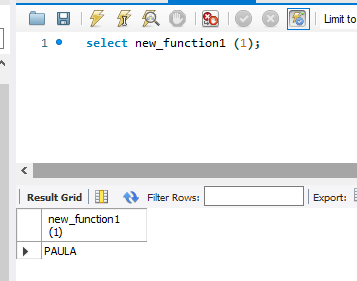 Limit to
1 select new_function1 (1);
Result Grid Filter Rows: Export:
new_function1
(1)
PAULA